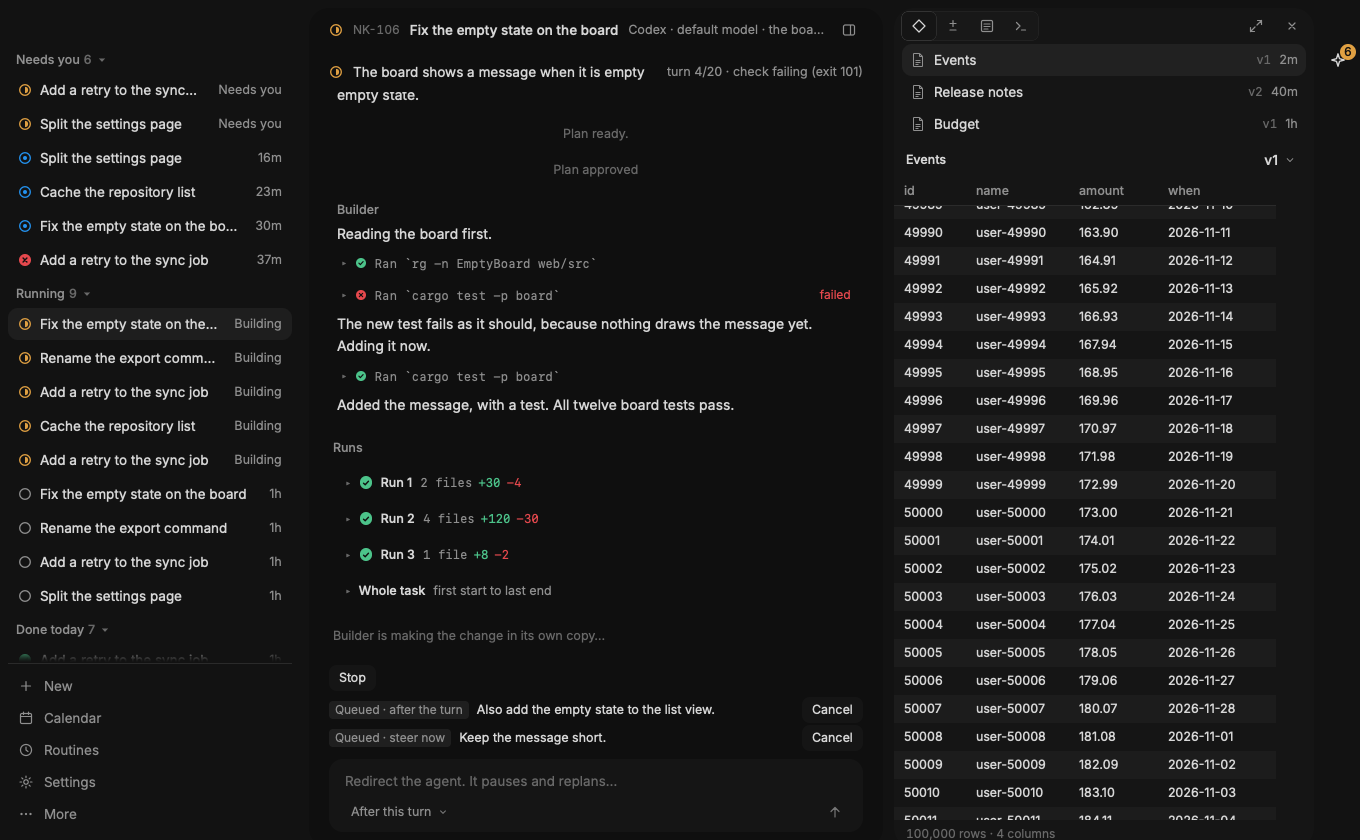 Needs you 6
Add a retry to the sync... Needs you
Split the settings page Needs you
Split the settings page 16m
Cache the repository list 23m
Fix the empty state on the bo... 30m
Add a retry to the sync job 37m
Running 9
Fix the empty state on the... Building
Rename the export comm... Building
Add a retry to the sync job Building
Cache the repository list Building
Add a retry to the sync job Building
Fix the empty state on the board 1h
Rename the export command 1h
Add a retry to the sync job 1h
Split the settings page 1h
Done today 7
Add a retry to the sync job 1h
New
Calendar
Routines
Settings
More
NK-106 Fix the empty state on the board Codex · default model · the boa...
The board shows a message when it is empty turn 4/20 · check failing (exit 101)
empty state.
Plan ready.
Plan approved
Builder
Reading the board first.
Ran `rg -n EmptyBoard web/src`
Ran `cargo test -p board` failed
The new test fails as it should, because nothing draws the message yet.
Adding it now.
Ran `cargo test -p board`
Added the message, with a test. All twelve board tests pass.
Runs
Run 1 2 files +30 −4
Run 2 4 files +120 −30
Run 3 1 file +8 −2
Whole task first start to last end
Builder is making the change in its own copy...
Stop
Queued · after the turn Also add the empty state to the list view. Cancel
Queued · steer now Keep the message short. Cancel
Redirect the agent. It pauses and replans...
After this turn
6
Events v1 2m
Release notes v2 40m
Budget v1 1h
Events v1
id name amount when
49989 user-49989 162.89 2026-11-10
49990 user-49990 163.90 2026-11-11
49991 user-49991 164.91 2026-11-12
49992 user-49992 165.92 2026-11-13
49993 user-49993 166.93 2026-11-14
49994 user-49994 167.94 2026-11-15
49995 user-49995 168.95 2026-11-16
49996 user-49996 169.96 2026-11-17
49997 user-49997 170.97 2026-11-18
49998 user-49998 171.98 2026-11-19
49999 user-49999 172.99 2026-11-20
50000 user-50000 173.00 2026-11-21
50001 user-50001 174.01 2026-11-22
50002 user-50002 175.02 2026-11-23
50003 user-50003 176.03 2026-11-24
50004 user-50004 177.04 2026-11-25
50005 user-50005 178.05 2026-11-26
50006 user-50006 179.06 2026-11-27
50007 user-50007 180.07 2026-11-28
50008 user-50008 181.08 2026-11-01
50009 user-50009 182.09 2026-11-02
50010 user-50010 183.10 2026-11-03
50011 user-50011 184.11 2026-11-04
100,000 rows · 4 columns